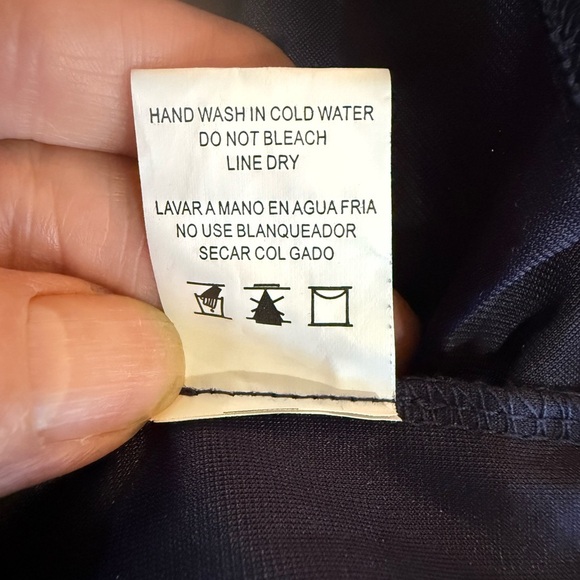 HAND WASH IN COLD WATER
DO NOT BLEACH
LINE DRY
LAVAR A MANO EN AGUA FRIA
NO USE BLANQUEADOR
SECAR COL GADO